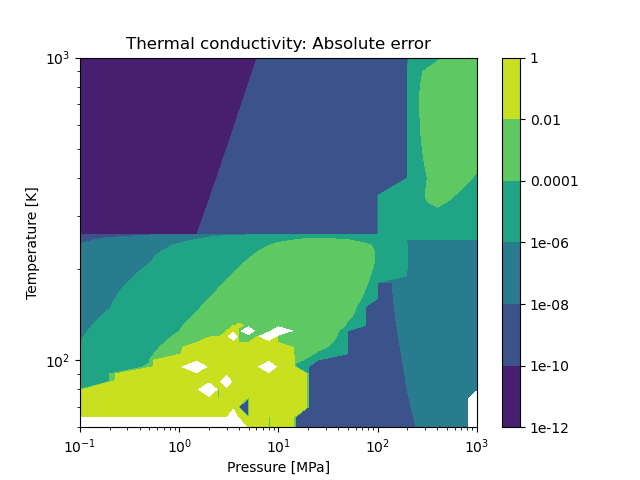 Thermal conductivity: Absolute error
10³
10²
Temperature [K]
10⁻¹ 10⁰ 10¹ 10² 10³
Pressure [MPa]
1
0.01
0.0001
1e-06
1e-08
1e-10
1e-12